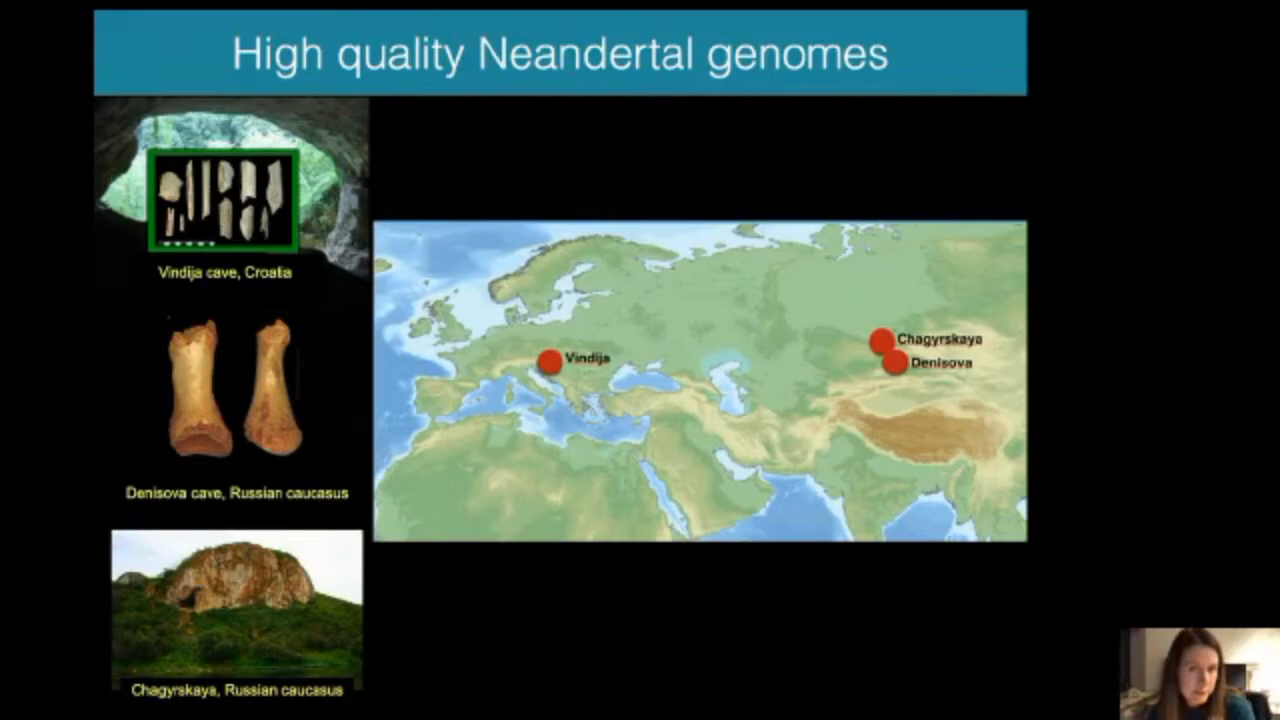 High quality Neandertal genomes
Vindija cave, Croatia
Vindija
Chagyrskaya
Denisova
Denisova cave, Russian caucasus
Chagyrskaya, Russian caucasus